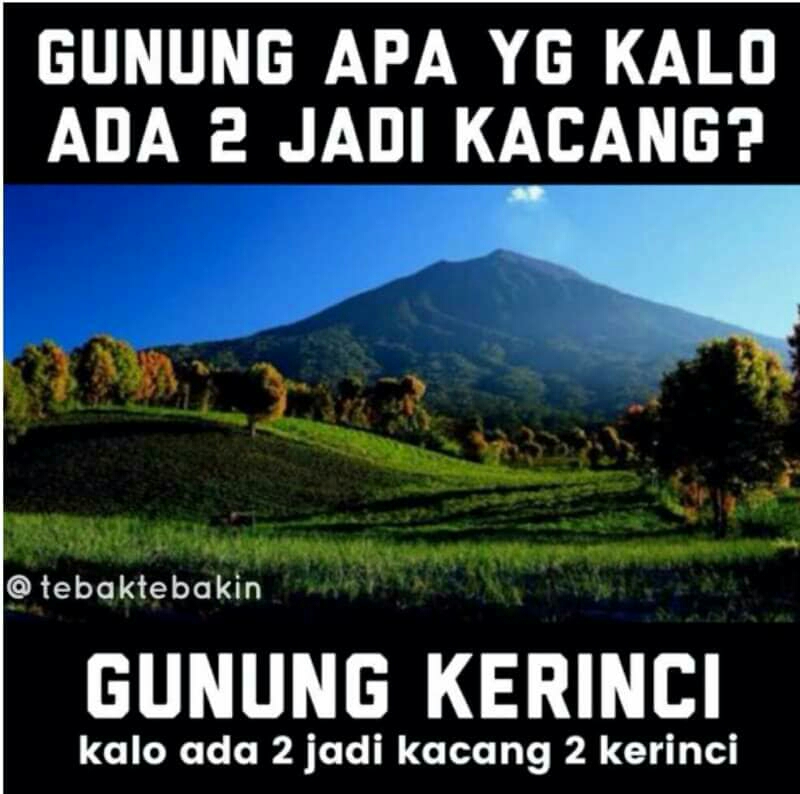 GUNUNG APA YG KALO
ADA 2 JADI KACANG?
@tebaktebakin
GUNUNG KERINCI
kalo ada 2 jadi kacang 2 kerinci